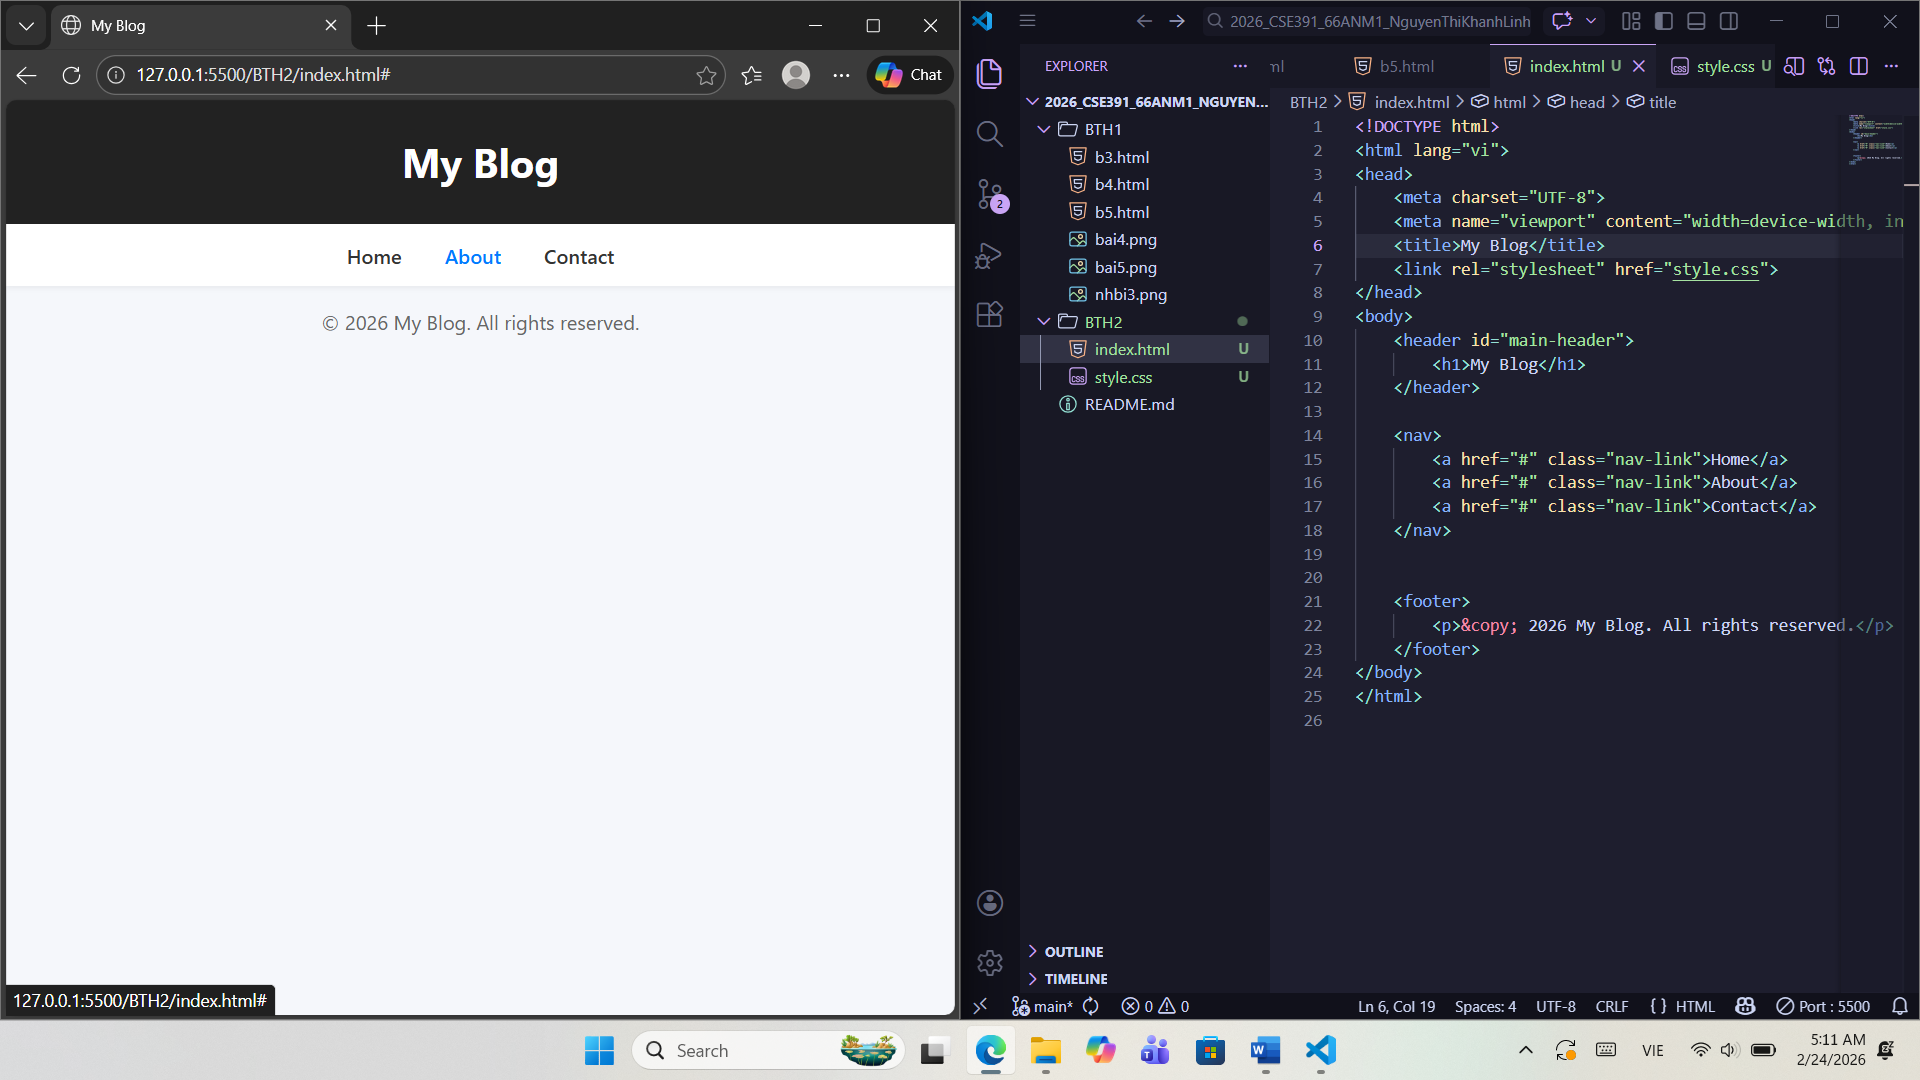 My Blog
127.0.0.1:5500/BTH2/index.html#
Chat
My Blog
Home
About
Contact
© 2026 My Blog. All rights reserved.
127.0.0.1:5500/BTH2/index.html#
2026_CSE391_66ANM1_NguyenThiKhanhLinh
EXPLORER
2026_CSE391_66ANM1_NGUYEN...
BTH1
b3.html
b4.html
b5.html
bai4.png
bai5.png
nhbi3.png
BTH2
index.html U
style.css U
README.md
OUTLINE
TIMELINE
2
ml
b5.html
index.html U
style.css U
BTH2 > index.html > html > head > title
1 <!DOCTYPE html>
2 <html lang="vi">
3 <head>
4 <meta charset="UTF-8">
5 <meta name="viewport" content="width=device-width, in
6 <title>My Blog</title>
7 <link rel="stylesheet" href="style.css">
8 </head>
9 <body>
10 <header id="main-header">
11 <h1>My Blog</h1>
12 </header>
13
14 <nav>
15 <a href="#" class="nav-link">Home</a>
16 <a href="#" class="nav-link">About</a>
17 <a href="#" class="nav-link">Contact</a>
18 </nav>
19
20
21 <footer>
22 <p>&copy; 2026 My Blog. All rights reserved.</p>
23 </footer>
24 </body>
25 </html>
26
main* 0 0 Ln 6, Col 19 Spaces: 4 UTF-8 CRLF {} HTML Port : 5500
Search
VIE
5:11 AM
2/24/2026